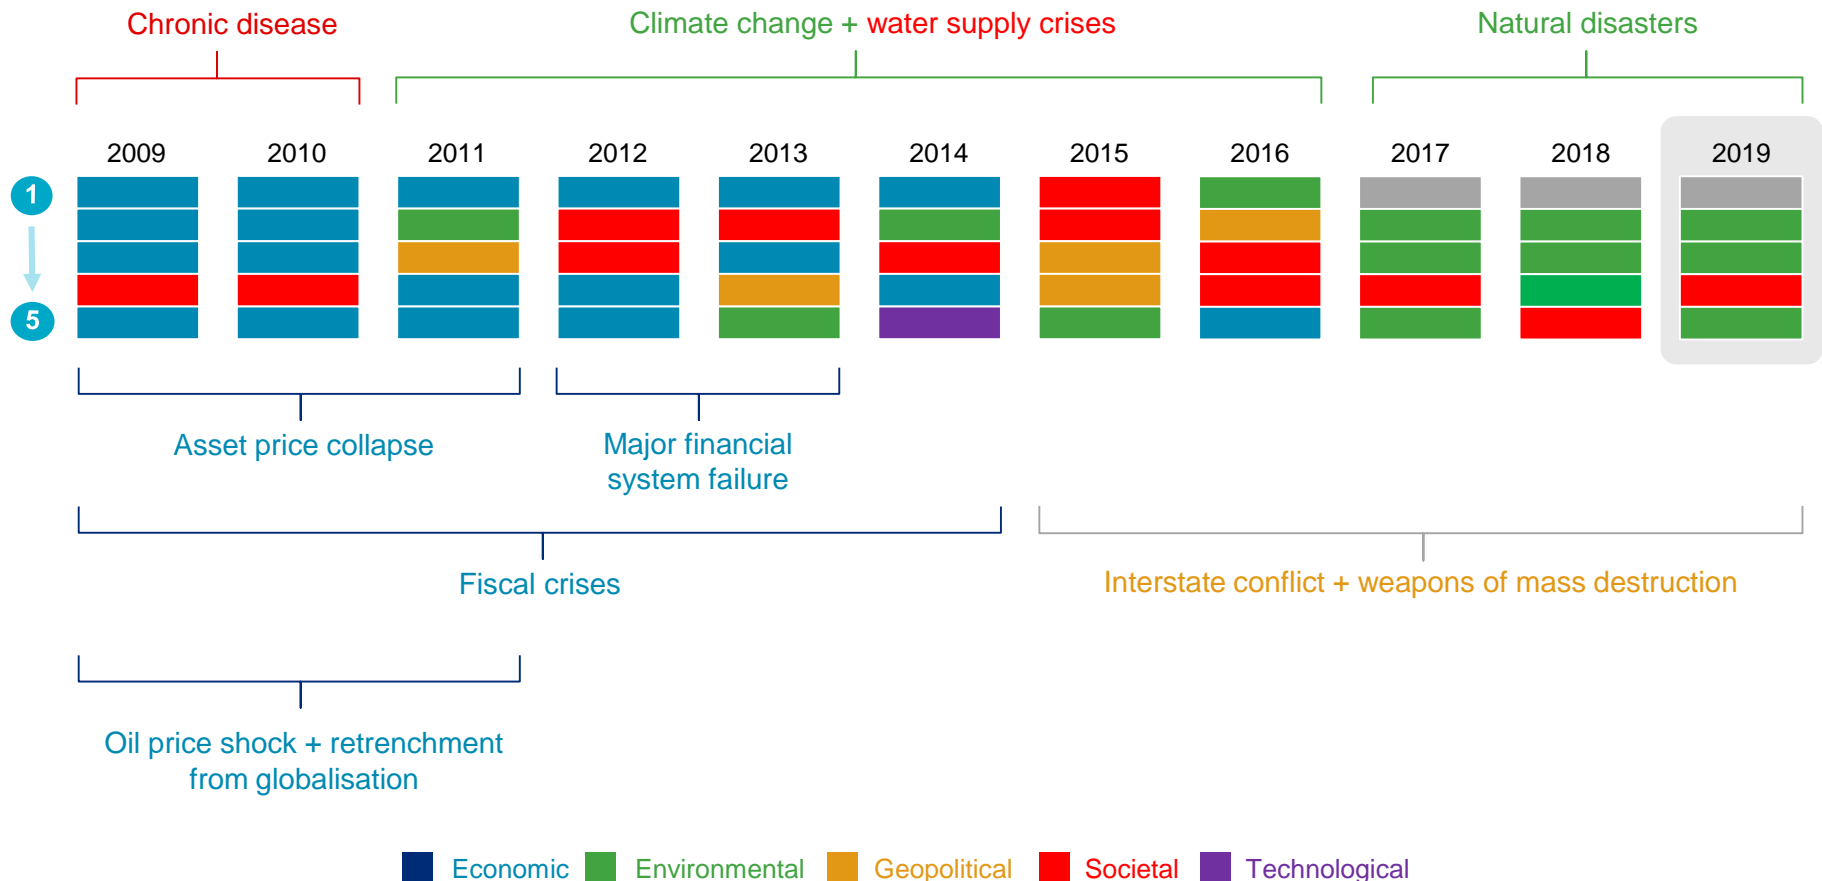 Chronic disease
Climate change + water supply crises
Natural disasters
2009 2010 2011 2012 2013 2014 2015 2016 2017 2018 2019
1
5
Asset price collapse
Major financial
system failure
Fiscal crises
Interstate conflict + weapons of mass destruction
Oil price shock + retrenchment
from globalisation
Economic Environmental Geopolitical Societal Technological